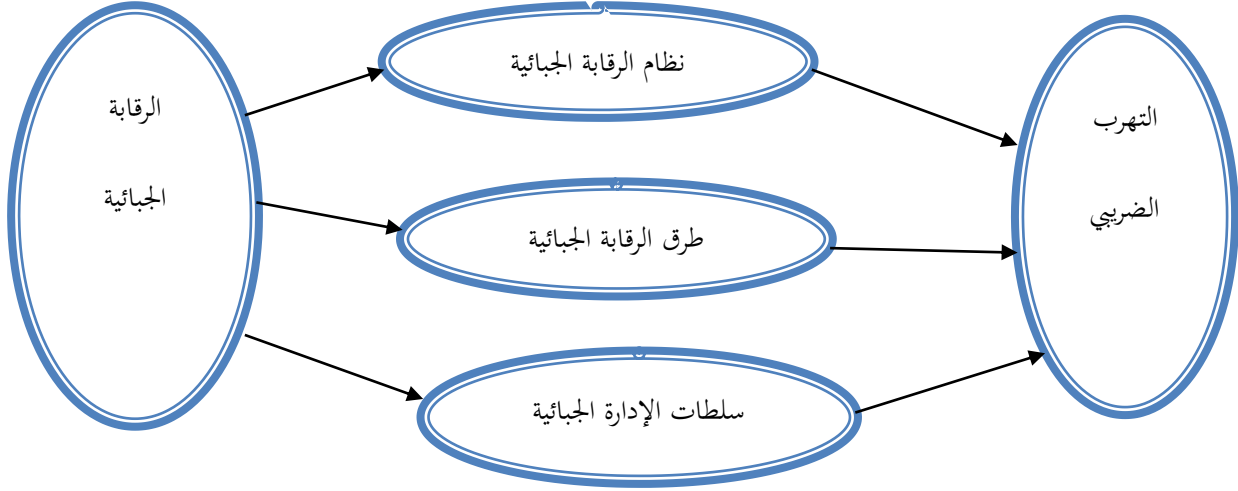 الرقابة
الجبائية
نظام الرقابة الجبائية
طرق الرقابة الجبائية
سلطات الإدارة الجبائية
التهرب
الضريبي